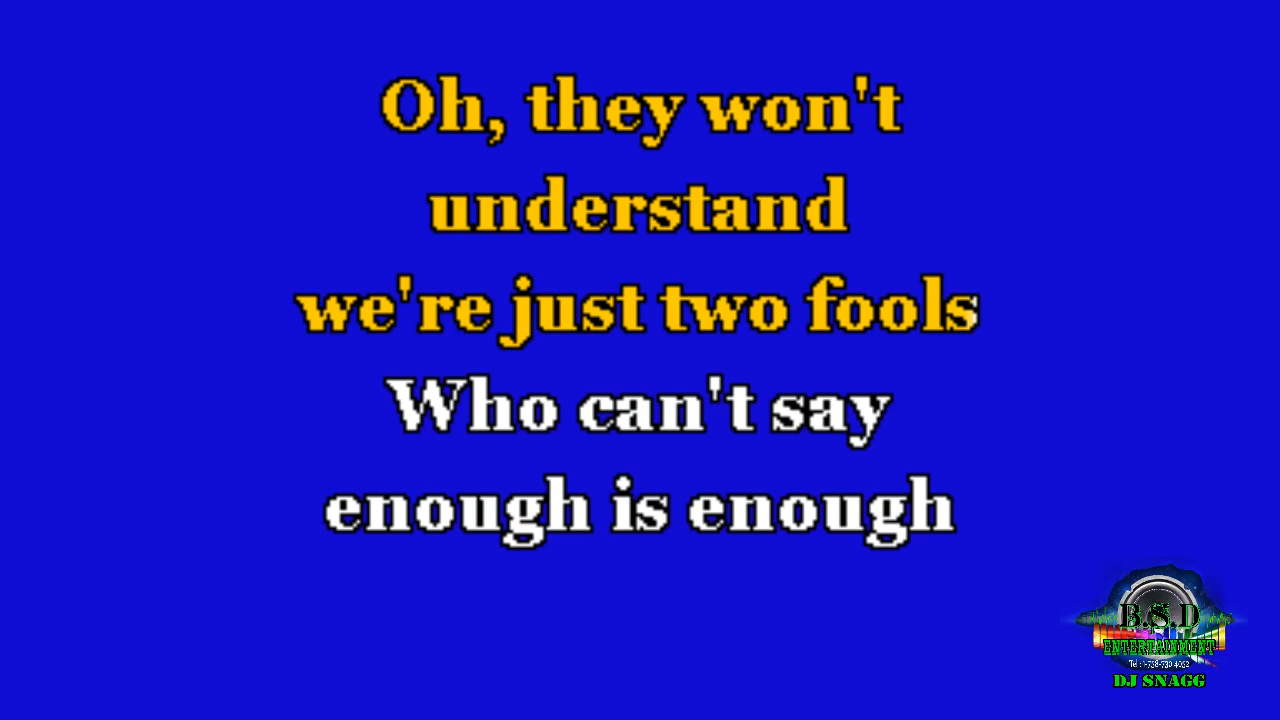 Oh, they won't
understand
we're just two fools
Who can't say
enough is enough
B.S.D
ENTERTAINMENT
DJ SNAGG